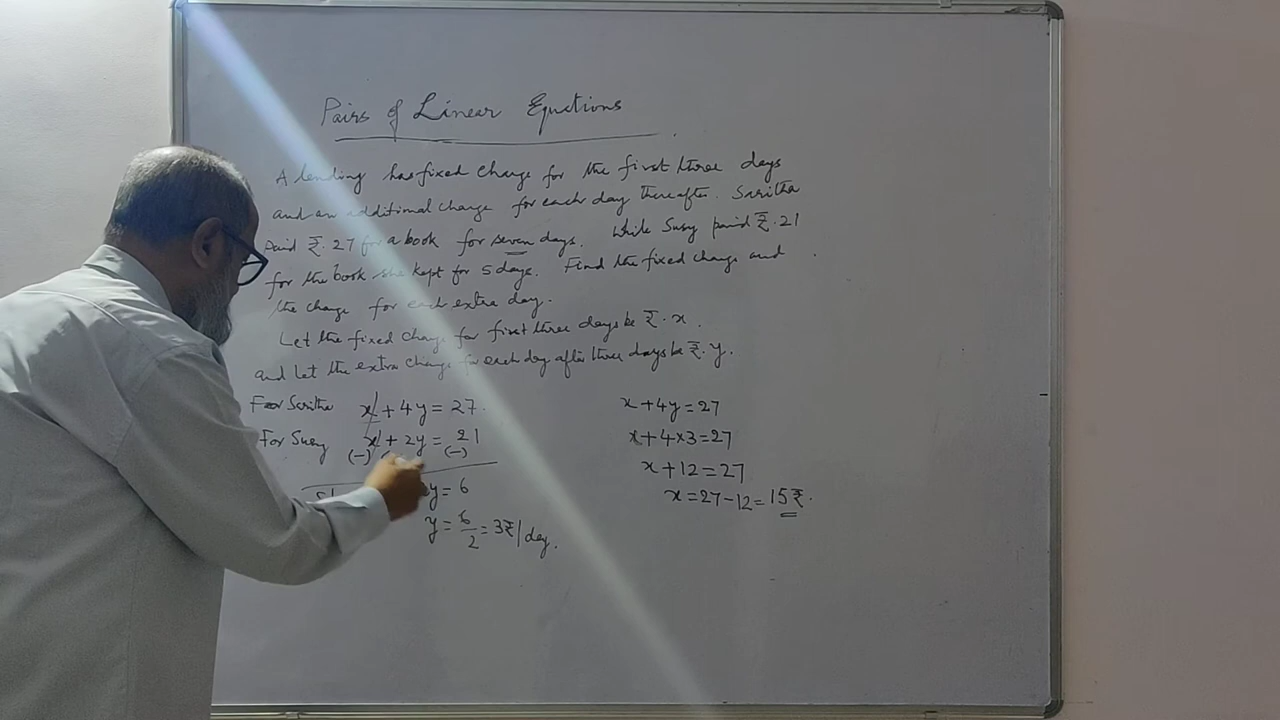 Pairs of Linear Equations
A lending has fixed charge for the first three days
and an additional charge for each day thereafter. Saritha
paid ₹. 27 for a book for seven days. While Susy paid ₹. 21
for the book she kept for 5 days. Find the fixed charge and
the charge for each extra day.
Let the fixed charge for first three days be ₹. x.
and let the extra charge for each day after three days be ₹. y.
For Saritha x + 4y = 27.
For Susy x + 2y = 21
(−) (−)
y = 6
y = 6/2 = 3₹/day.
x + 4y = 27
x + 4×3 = 27
x + 12 = 27
x = 27 − 12 = 15₹.